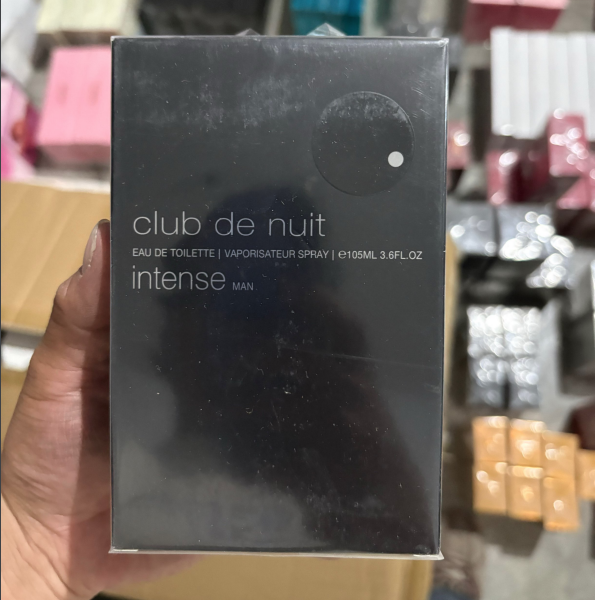 club de nuit
EAU DE TOILETTE | VAPORISATEUR SPRAY | ℮105ML 3.6FL.OZ
intense MAN